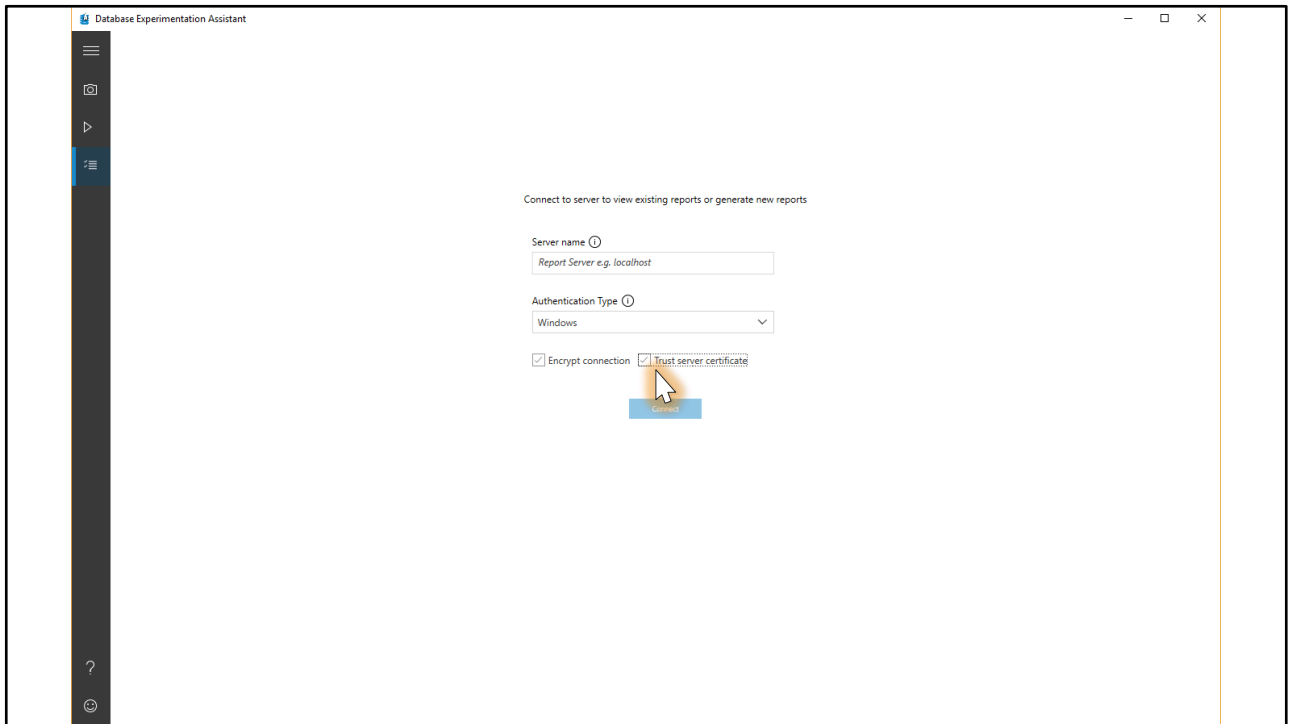 Database Experimentation Assistant
Connect to server to view existing reports or generate new reports
Server name
Report Server e.g. localhost
Authentication Type
Windows
Encrypt connection Trust server certificate
Connect